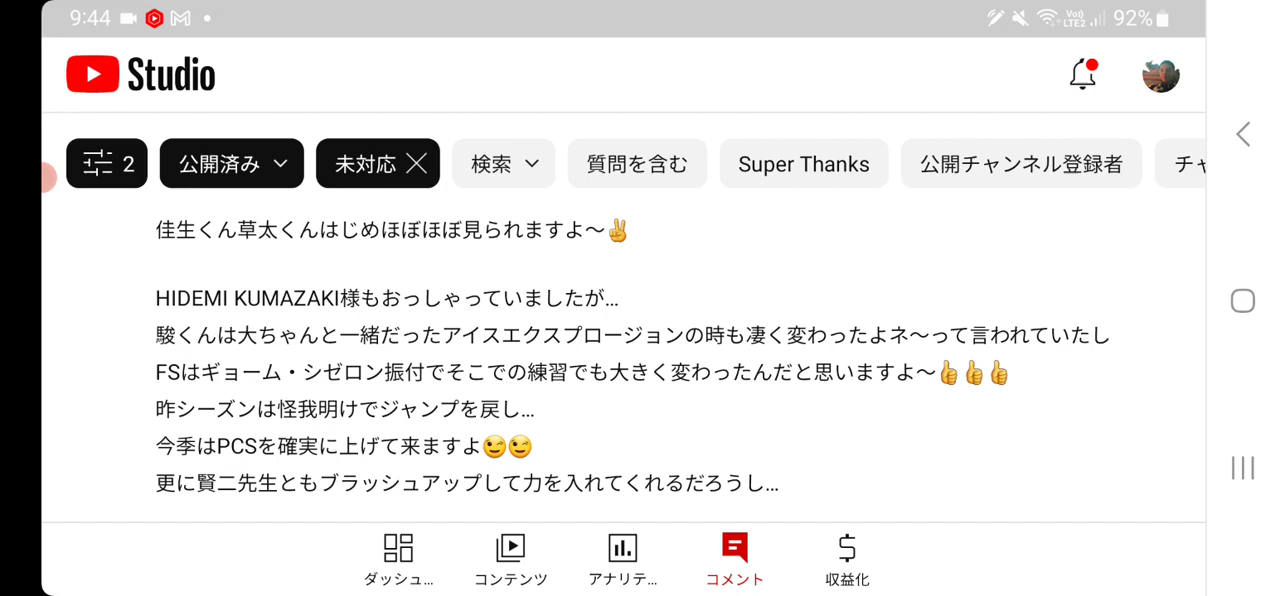 9:44
Vo)) LTE2 92%
Studio
2 公開済み 未対応 検索 質問を含む Super Thanks 公開チャンネル登録者 チャ
佳生くん草太くんはじめほぼほぼ見られますよ〜✌️
HIDEMI KUMAZAKI様もおっしゃっていましたが…
駿くんは大ちゃんと一緒だったアイスエクスプロージョンの時も凄く変わったよネ〜って言われていたし
FSはギョーム・シゼロン振付でそこでの練習でも大きく変わったんだと思いますよ〜👍👍👍
昨シーズンは怪我明けでジャンプを戻し…
今季はPCSを確実に上げて来ますよ😉😉
更に賢二先生ともブラッシュアップして力を入れてくれるだろうし…
ダッシュ... コンテンツ アナリテ... コメント 収益化